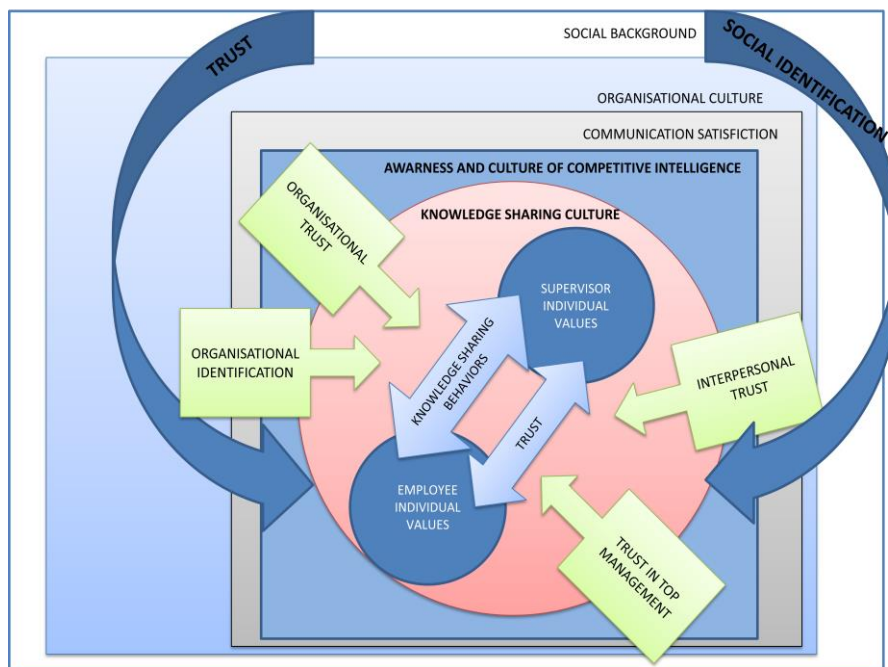 SOCIAL BACKGROUND
TRUST
SOCIAL IDENTIFICATION
ORGANISATIONAL CULTURE
COMMUNICATION SATISFICTION
AWARNESS AND CULTURE OF COMPETITIVE INTELLIGENCE
KNOWLEDGE SHARING CULTURE
ORGANISATIONAL
TRUST
SUPERVISOR
INDIVIDUAL
VALUES
ORGANISATIONAL
IDENTIFICATION
KNOWLEDGE SHARING
BEHAVIORS
TRUST
INTERPERSONAL
TRUST
EMPLOYEE
INDIVIDUAL
VALUES
TRUST IN TOP
MANAGEMENT